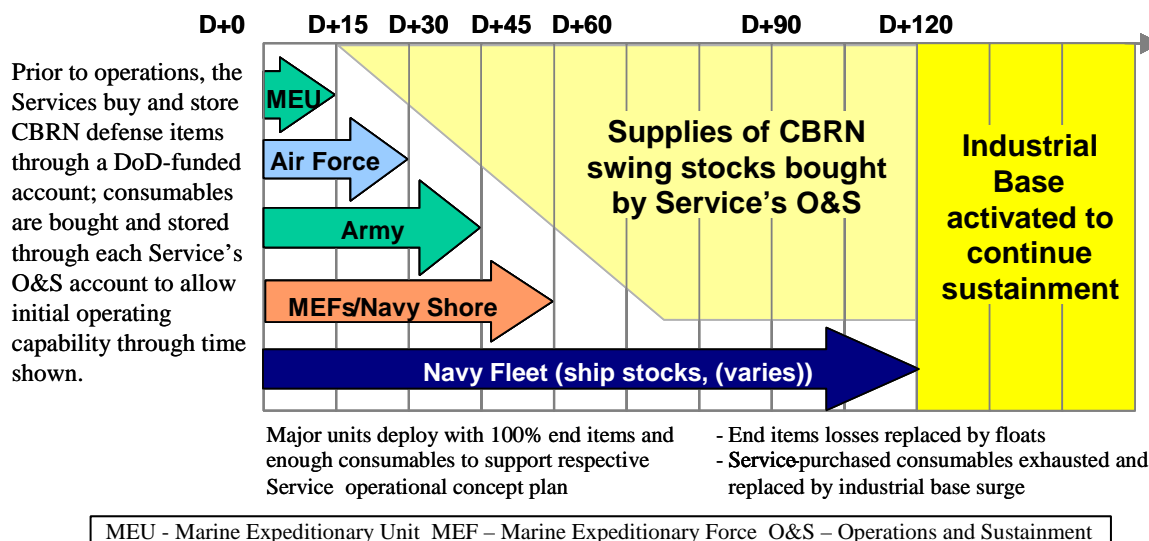 D+0 D+15 D+30 D+45 D+60 D+90 D+120
Prior to operations, the
Services buy and store
CBRN defense items
through a DoD-funded
account; consumables
are bought and stored
through each Service's
O&S account to allow
initial operating
capability through time
shown.
MEU
Air Force
Army
MEFs/Navy Shore
Navy Fleet (ship stocks, (varies))
Supplies of CBRN
swing stocks bought
by Service's O&S
Industrial
Base
activated to
continue
sustainment
Major units deploy with 100% end items and
enough consumables to support respective
Service operational concept plan
- End items losses replaced by floats
- Service-purchased consumables exhausted and
replaced by industrial base surge
MEU - Marine Expeditionary Unit MEF – Marine Expeditionary Force O&S – Operations and Sustainment